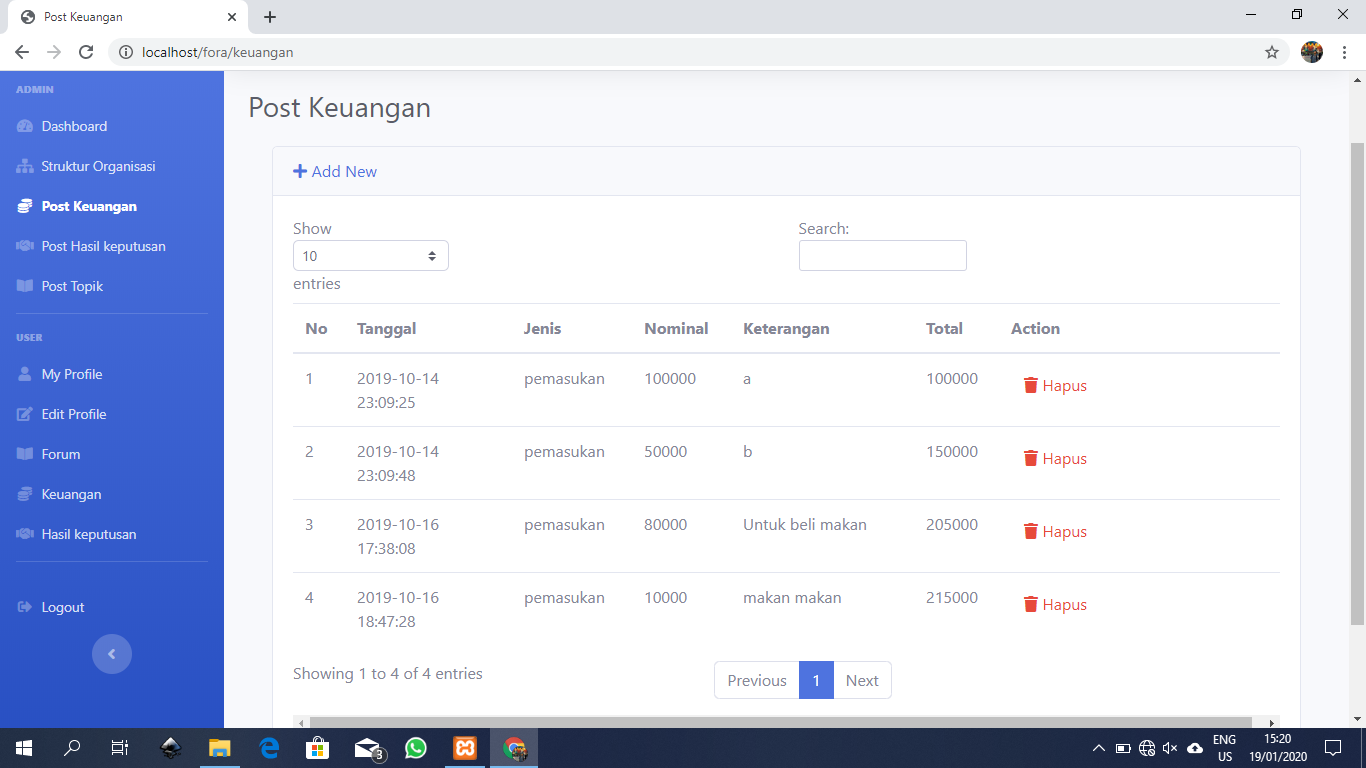 Post Keuangan
localhost/fora/keuangan
ADMIN
Dashboard
Struktur Organisasi
Post Keuangan
Post Hasil keputusan
Post Topik
USER
My Profile
Edit Profile
Forum
Keuangan
Hasil keputusan
Logout
Post Keuangan
Add New
Show
10
entries
Search:
No Tanggal Jenis Nominal Keterangan Total Action
1 2019-10-14 pemasukan 100000 a 100000 Hapus
23:09:25
2 2019-10-14 pemasukan 50000 b 150000 Hapus
23:09:48
3 2019-10-16 pemasukan 80000 Untuk beli makan 205000 Hapus
17:38:08
4 2019-10-16 pemasukan 10000 makan makan 215000 Hapus
18:47:28
Showing 1 to 4 of 4 entries
Previous 1 Next
3
ENG
US
15:20
19/01/2020